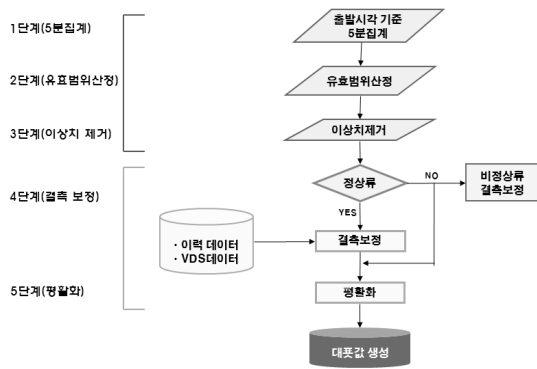 1단계(5분집계)
출발시각 기준
5분집계
2단계(유효범위산정)
유효범위산정
3단계(이상치 제거)
이상치제거
4단계(결측 보정)
정상류
NO
비정상류
결측보정
YES
· 이력 데이터
· VDS데이터
결측보정
5단계(평활화)
평활화
대푯값 생성